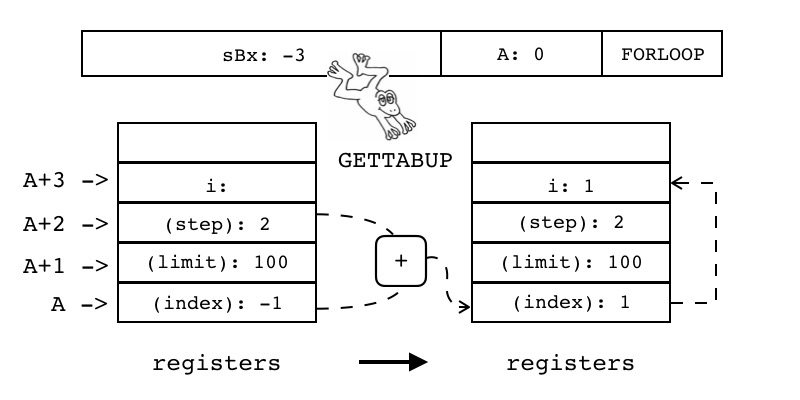 sBx: -3 A: 0 FORLOOP
GETTABUP
A+3 -> i: i: 1
A+2 -> (step): 2 (step): 2
A+1 -> (limit): 100 + (limit): 100
A -> (index): -1 (index): 1
registers registers